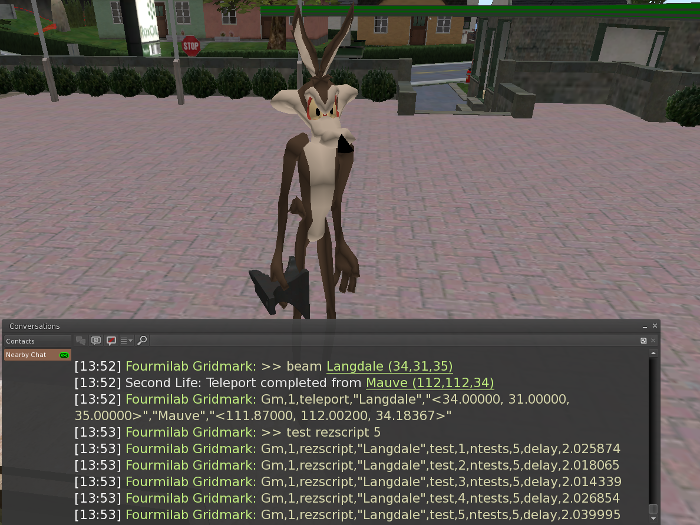 STOP
Conversations
Contacts
Nearby Chat
[13:52] Fourmilab Gridmark: >> beam Langdale (34,31,35)
[13:52] Second Life: Teleport completed from Mauve (112,112,34)
[13:52] Fourmilab Gridmark: Gm,1,teleport,"Langdale","<34.00000, 31.00000,
35.00000>","Mauve","<111.87000, 112.00200, 34.18367>"
[13:53] Fourmilab Gridmark: >> test rezscript 5
[13:53] Fourmilab Gridmark: Gm,1,rezscript,"Langdale",test,1,ntests,5,delay,2.025874
[13:53] Fourmilab Gridmark: Gm,1,rezscript,"Langdale",test,2,ntests,5,delay,2.018065
[13:53] Fourmilab Gridmark: Gm,1,rezscript,"Langdale",test,3,ntests,5,delay,2.014339
[13:53] Fourmilab Gridmark: Gm,1,rezscript,"Langdale",test,4,ntests,5,delay,2.026854
[13:53] Fourmilab Gridmark: Gm,1,rezscript,"Langdale",test,5,ntests,5,delay,2.039995